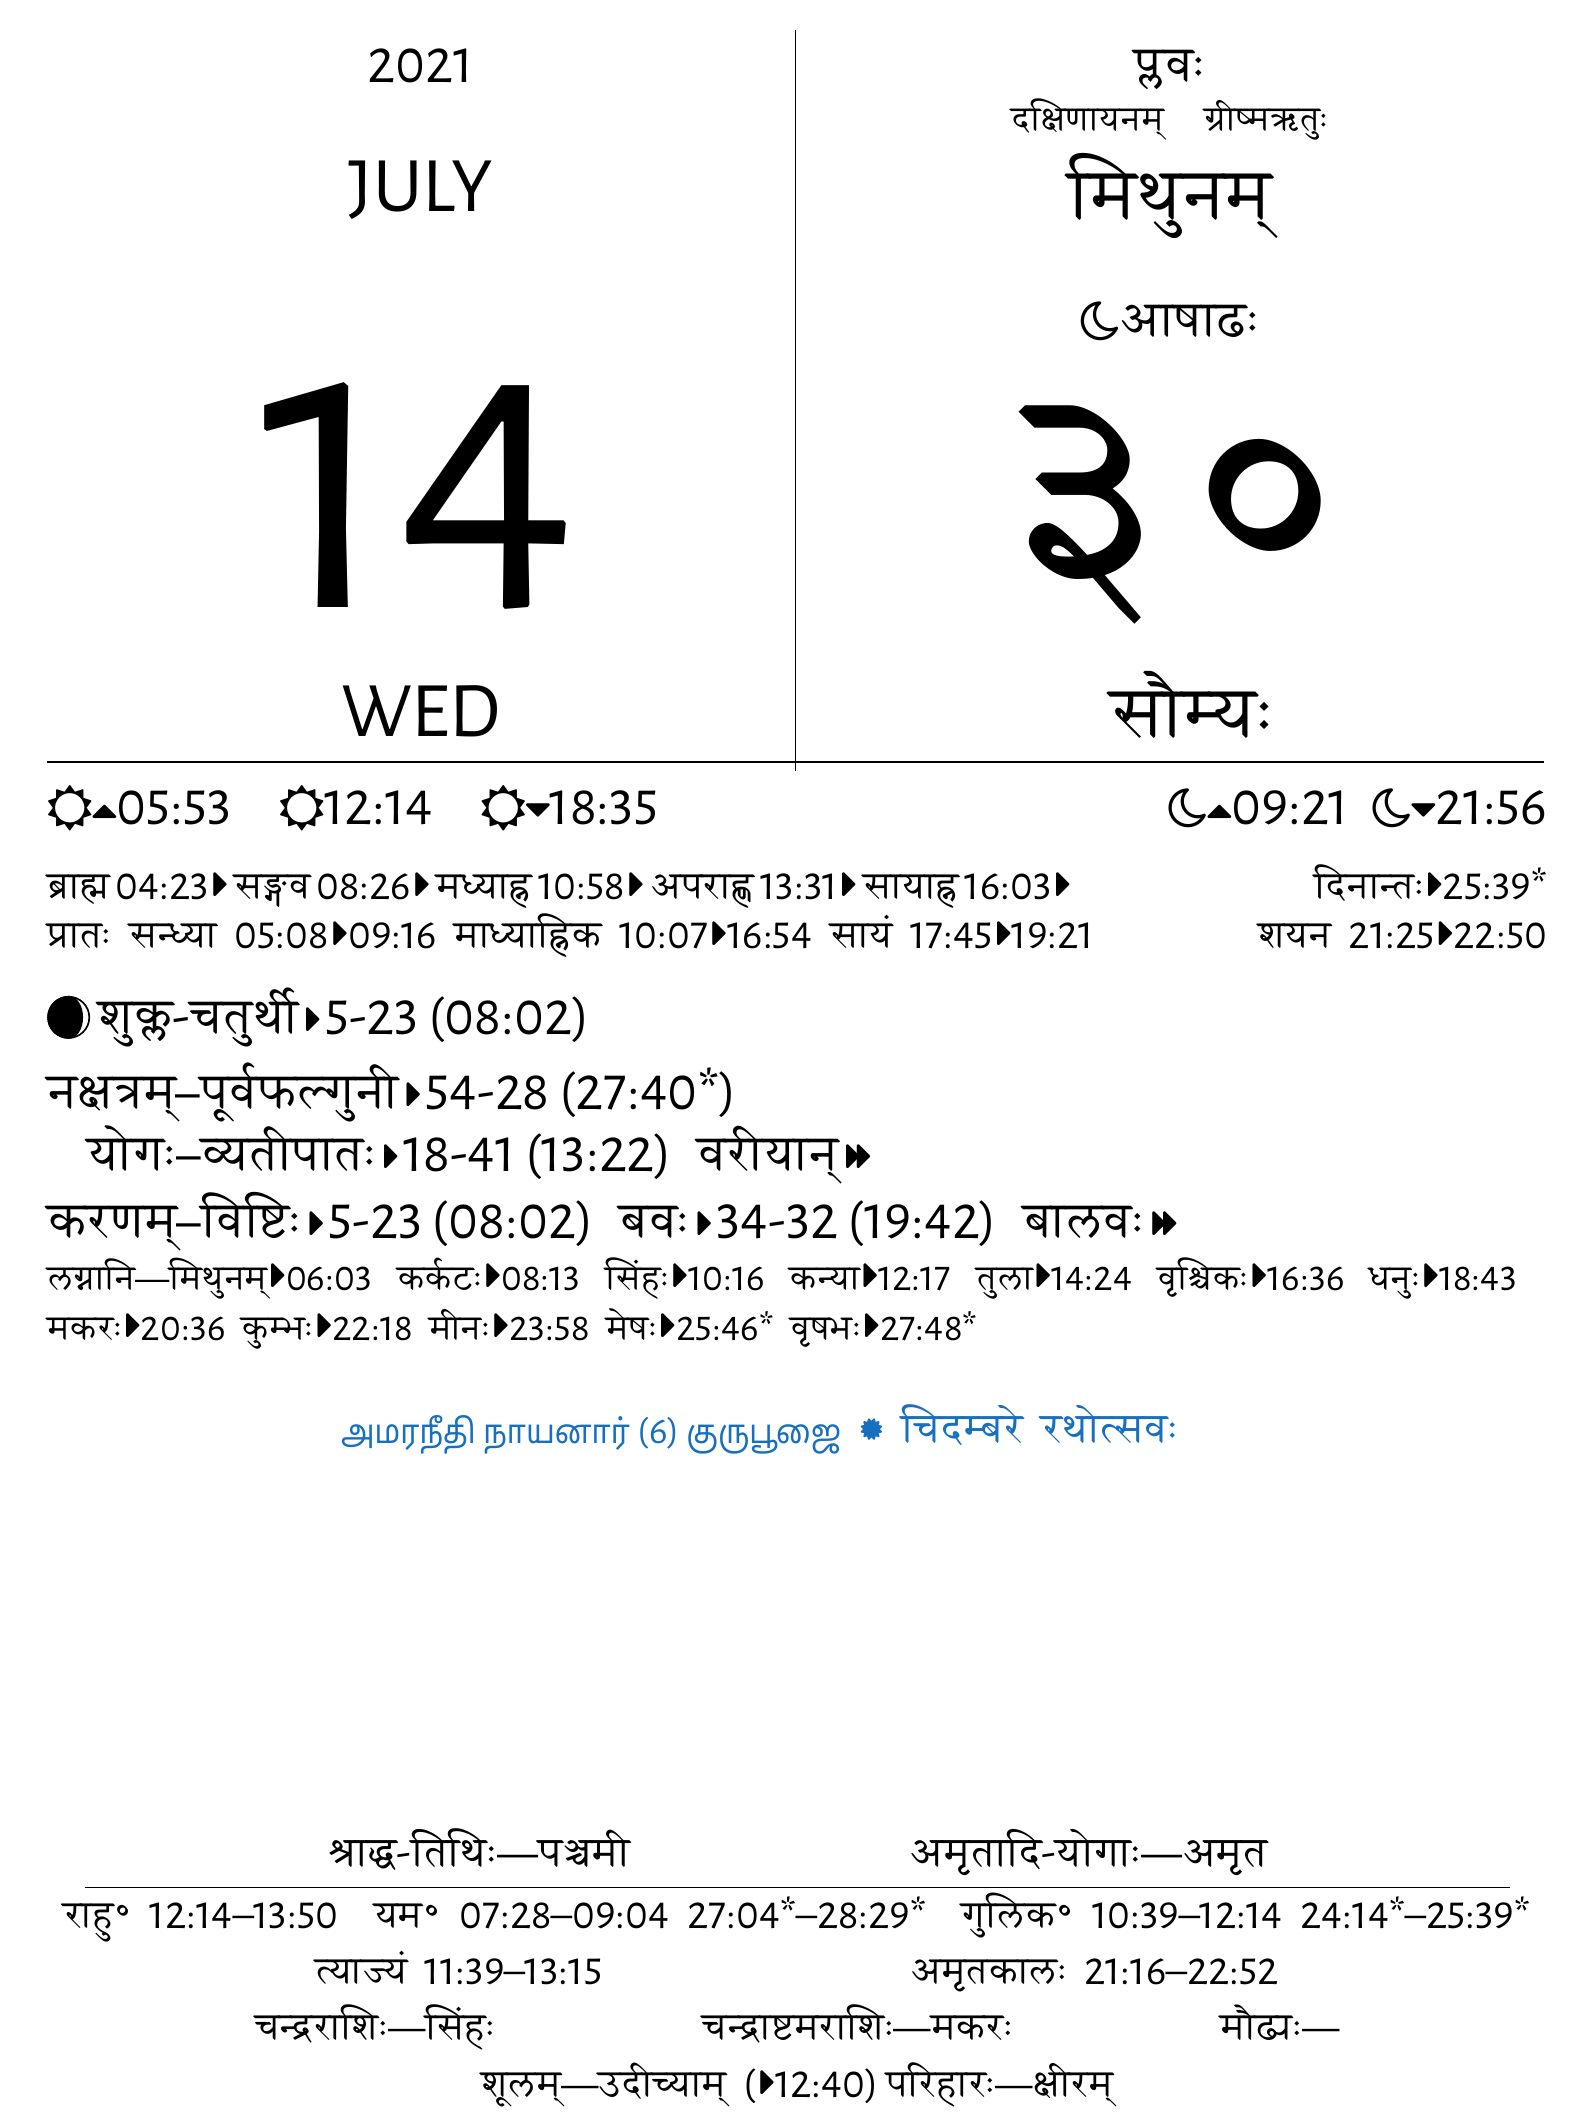 2021
JULY
14
WED
प्लवः
दक्षिणायनम् ग्रीष्मऋतुः
मिथुनम्
आषाढः
३०
सौम्यः
05:53 12:14 18:35 09:21 21:56
ब्राह्म 04:23 सङ्गव 08:26 मध्याह्न 10:58 अपराह्ण 13:31 सायाह्न 16:03 दिनान्तः 25:39*
प्रातः सन्ध्या 05:08 09:16 माध्याह्निक 10:07 16:54 सायं 17:45 19:21 शयन 21:25 22:50
शुक्ल-चतुर्थी 5-23 (08:02)
नक्षत्रम्–पूर्वफल्गुनी 54-28 (27:40*)
योगः–व्यतीपातः 18-41 (13:22) वरीयान्
करणम्–विष्टिः 5-23 (08:02) बवः 34-32 (19:42) बालवः
लग्नानि—मिथुनम् 06:03 कर्कटः 08:13 सिंहः 10:16 कन्या 12:17 तुला 14:24 वृश्चिकः 16:36 धनुः 18:43
मकरः 20:36 कुम्भः 22:18 मीनः 23:58 मेषः 25:46* वृषभः 27:48*
அமரநீதி நாயனார் (6) குருபூஜை ✹ चिदम्बरे रथोत्सवः
श्राद्ध-तिथिः—पञ्चमी अमृतादि-योगाः—अमृत
राहु॰ 12:14–13:50 यम॰ 07:28–09:04 27:04*–28:29* गुलिक॰ 10:39–12:14 24:14*–25:39*
त्याज्यं 11:39–13:15 अमृतकालः 21:16–22:52
चन्द्रराशिः—सिंहः चन्द्राष्टमराशिः—मकरः मौढ्यः—
शूलम्—उदीच्याम् (12:40) परिहारः—क्षीरम्